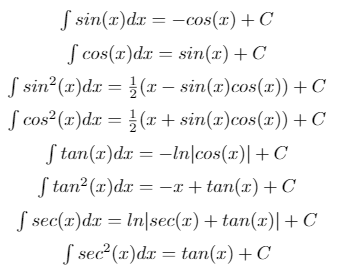 ∫ sin(x)dx = −cos(x) + C
∫ cos(x)dx = sin(x) + C
∫ sin²(x)dx = ½(x − sin(x)cos(x)) + C
∫ cos²(x)dx = ½(x + sin(x)cos(x)) + C
∫ tan(x)dx = −ln|cos(x)| + C
∫ tan²(x)dx = −x + tan(x) + C
∫ sec(x)dx = ln|sec(x) + tan(x)| + C
∫ sec²(x)dx = tan(x) + C